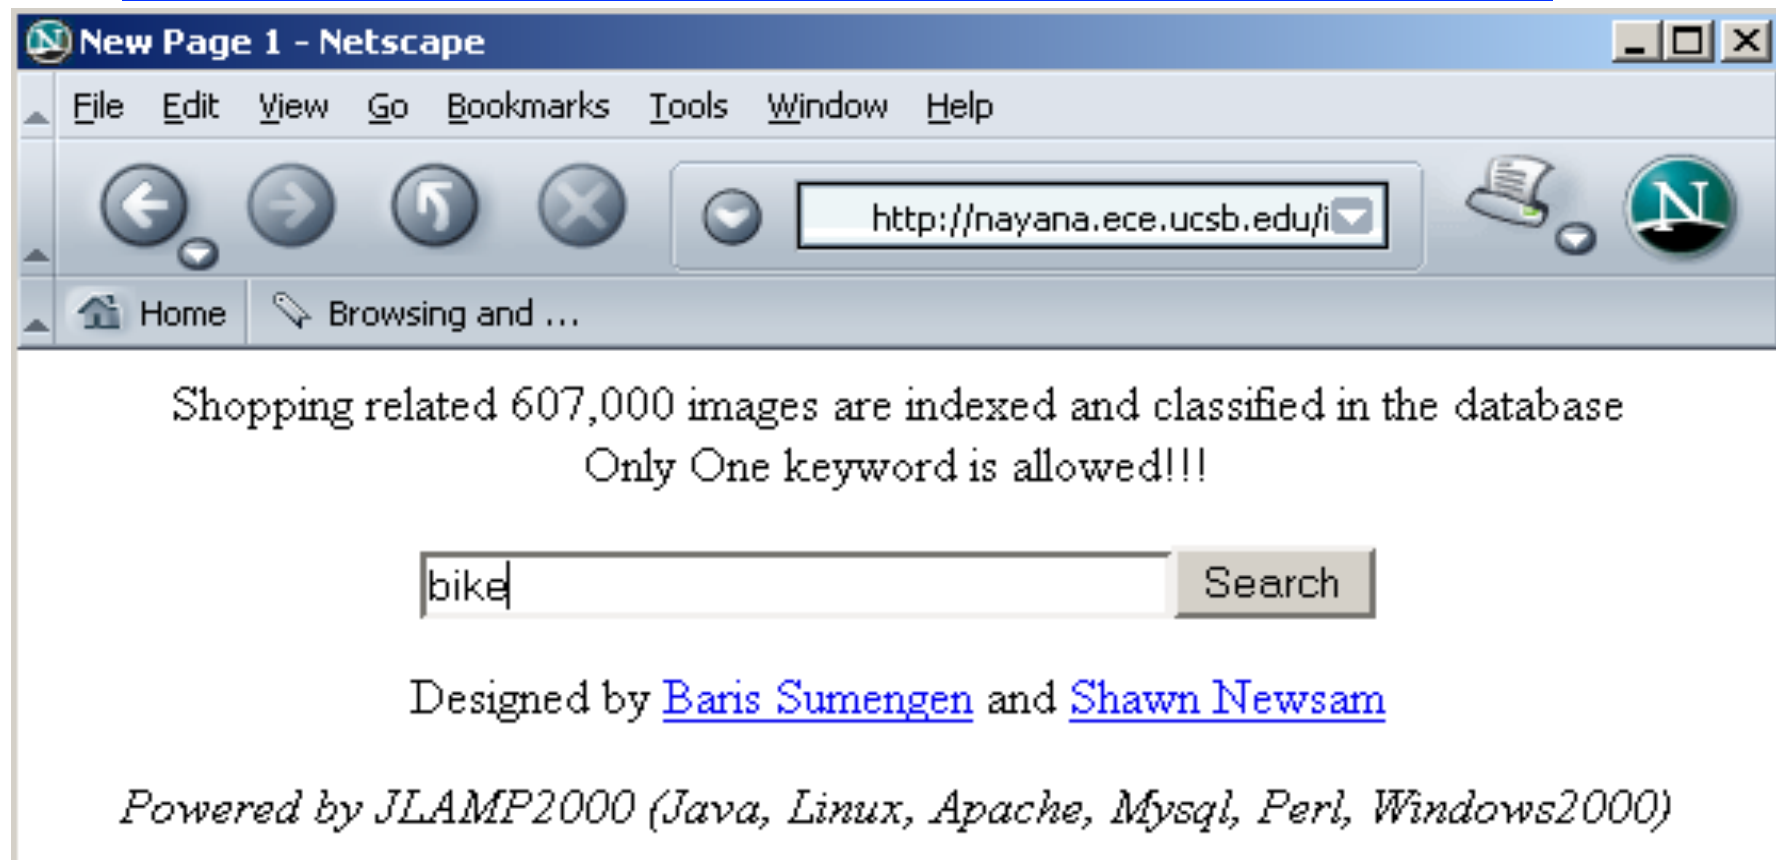 New Page 1 - Netscape
File Edit View Go Bookmarks Tools Window Help
http://nayana.ece.ucsb.edu/i
N
Home Browsing and ...
Shopping related 607,000 images are indexed and classified in the database
Only One keyword is allowed!!!
bike Search
Designed by Baris Sumengen and Shawn Newsam
Powered by JLAMP2000 (Java, Linux, Apache, Mysql, Perl, Windows2000)